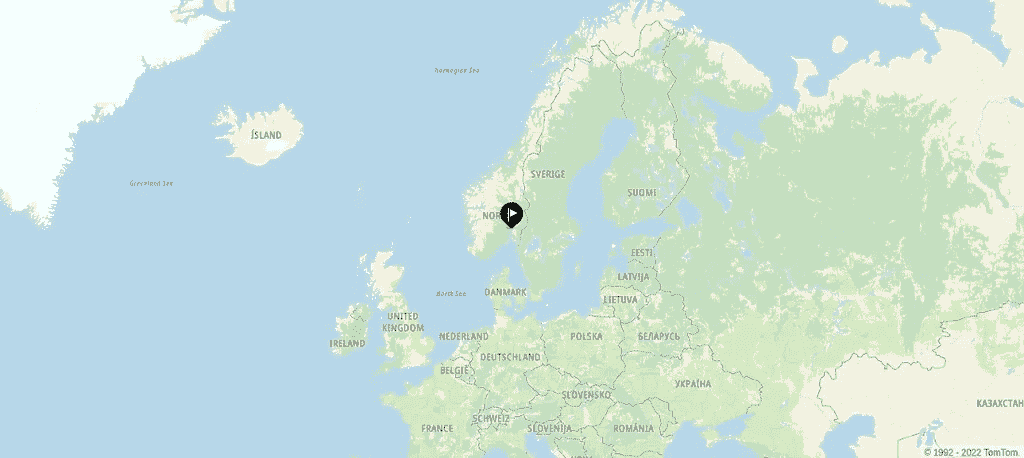 Norwegian Sea
ÍSLAND
SVERIGE
Greenland Sea
SUOMI
NOR
EESTI
LATVIJA
North Sea
DANMARK
LIETUVA
UNITED
KINGDOM
IRELAND
NEDERLAND
POLSKA
БЕЛАРУСЬ
DEUTSCHLAND
BELGIË
УКРАЇНА
SLOVENSKO
КАЗАХСТАН
SCHWEIZ
FRANCE
SLOVENIJA
ROMÂNIA
© 1992 - 2022 TomTom.